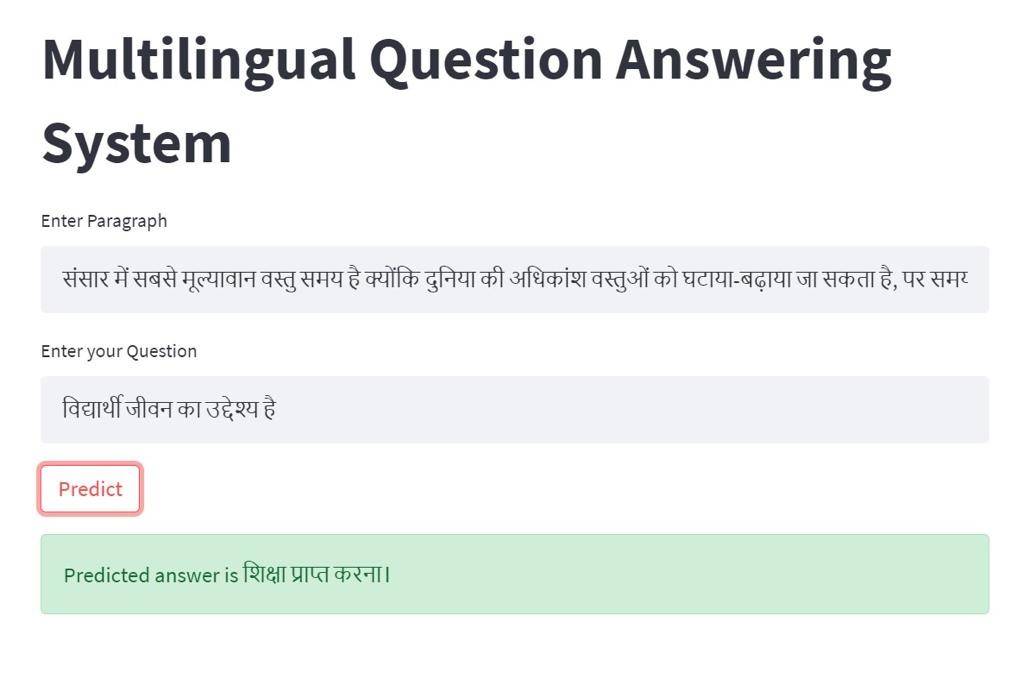 Multilingual Question Answering
System
Enter Paragraph
संसार में सबसे मूल्यावान वस्तु समय है क्योंकि दुनिया की अधिकांश वस्तुओं को घटाया-बढ़ाया जा सकता है, पर समय
Enter your Question
विद्यार्थी जीवन का उद्देश्य है
Predict
Predicted answer is शिक्षा प्राप्त करना।